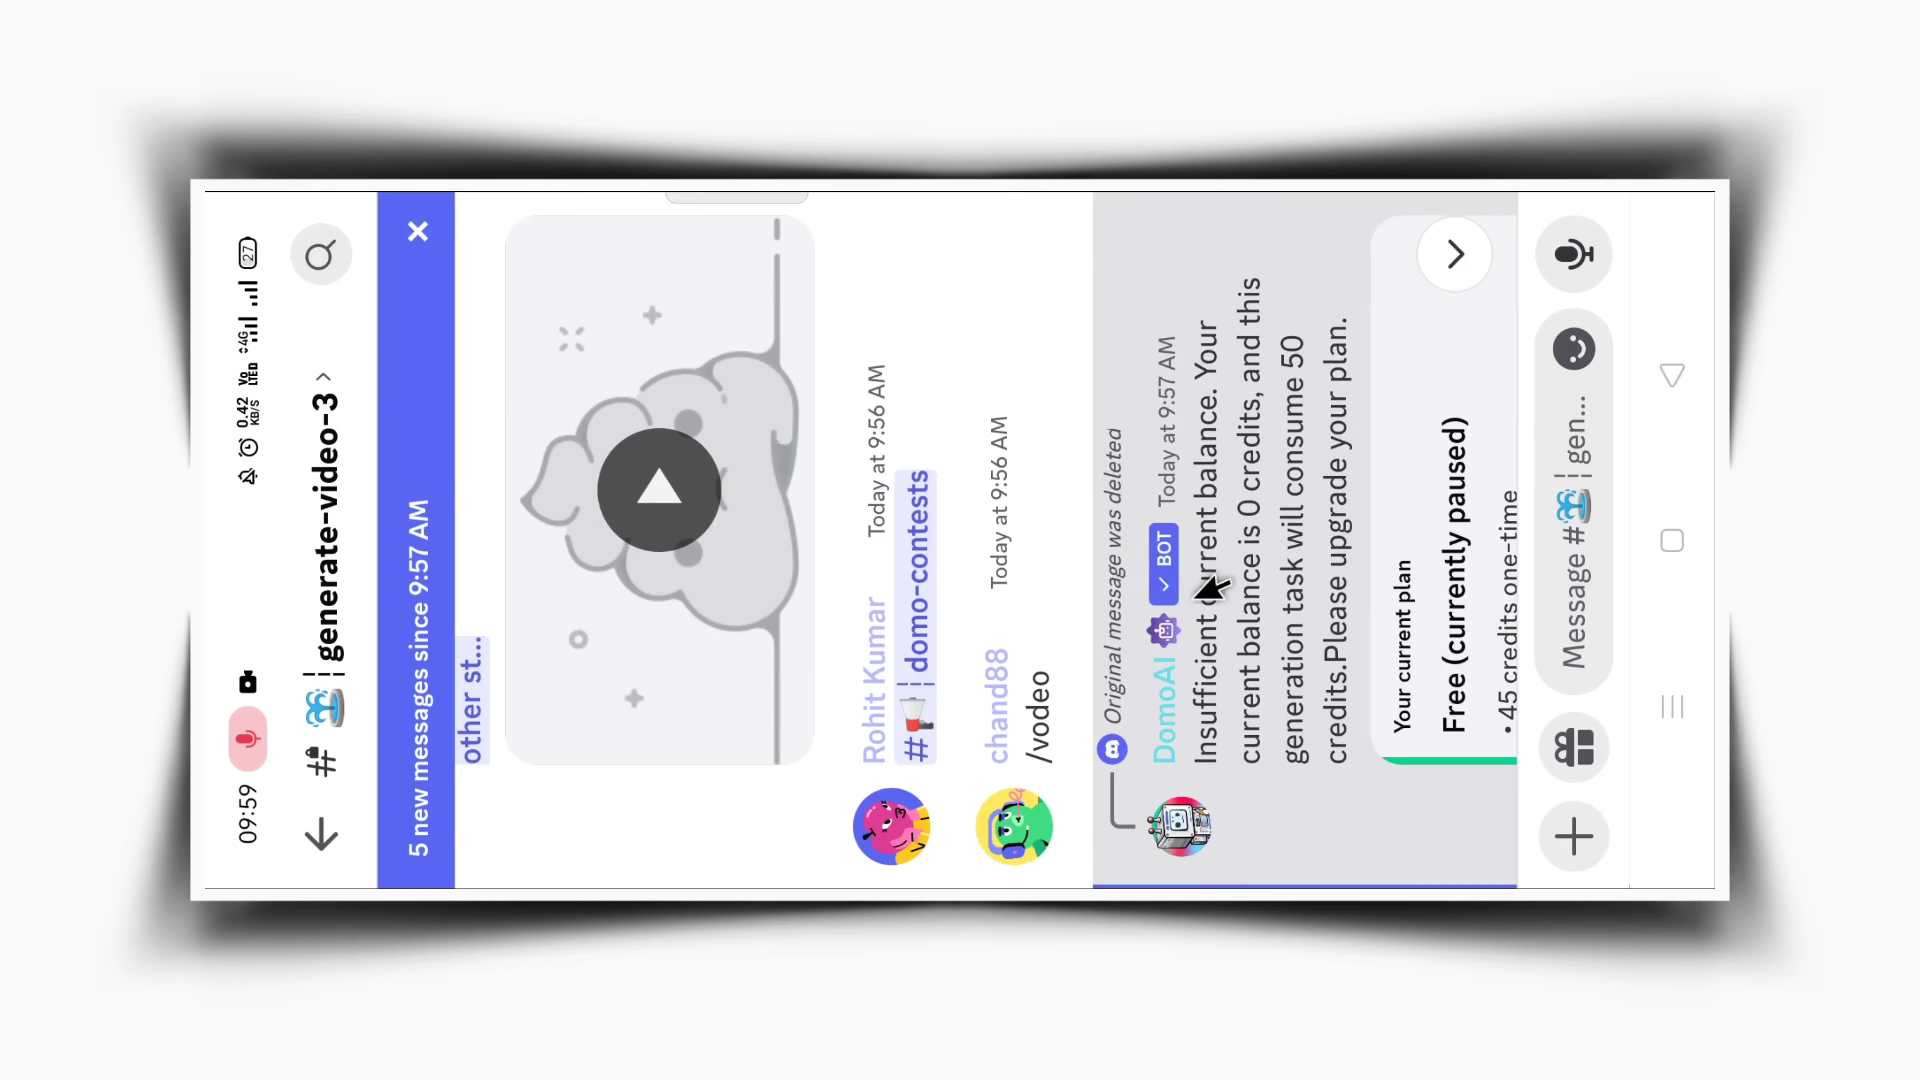 09:59
0.42 KB/S
Vo LTED
4G
27
# generate-video-3 >
5 new messages since 9:57 AM
other st...
Rohit Kumar Today at 9:56 AM
# domo-contests
chand88 Today at 9:56 AM
/vodeo
Original message was deleted
DomoAI ✓ BOT Today at 9:57 AM
Insufficient current balance. Your
current balance is 0 credits, and this
generation task will consume 50
credits.Please upgrade your plan.
Your current plan
Free (currently paused)
• 45 credits one-time
Message # gen...